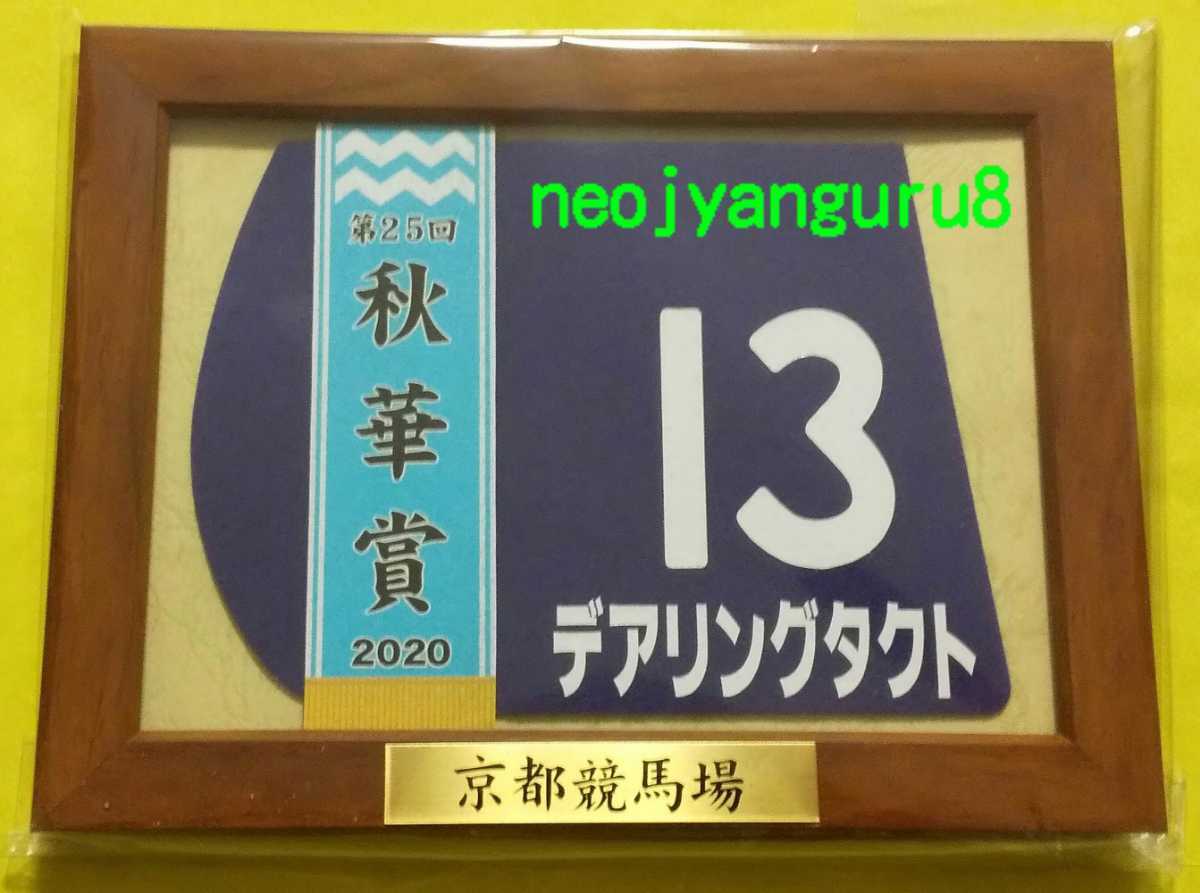 neojyanguru8
第25回
秋華賞
2020
13
デアリングタクト
京都競馬場